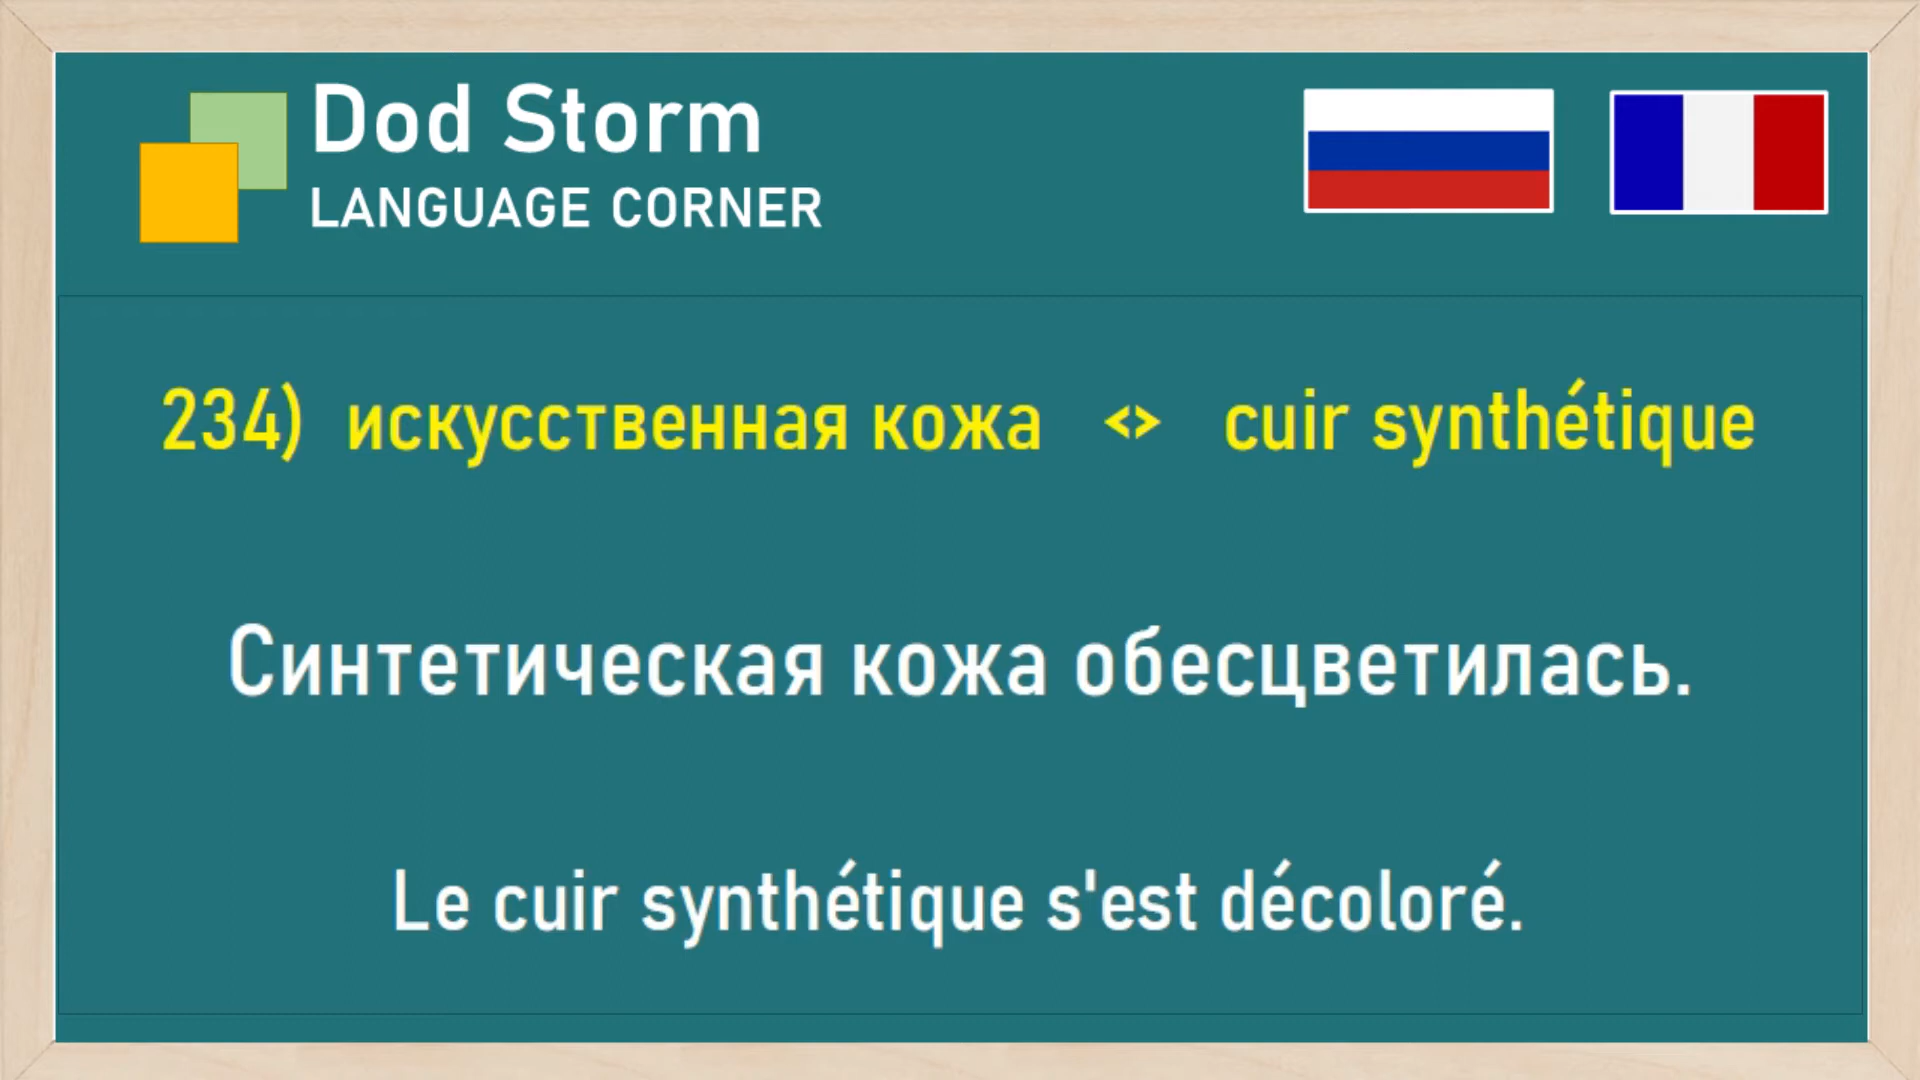 Dod Storm
LANGUAGE CORNER
234) искусственная кожа <> cuir synthétique
Синтетическая кожа обесцветилась.
Le cuir synthétique s'est décoloré.